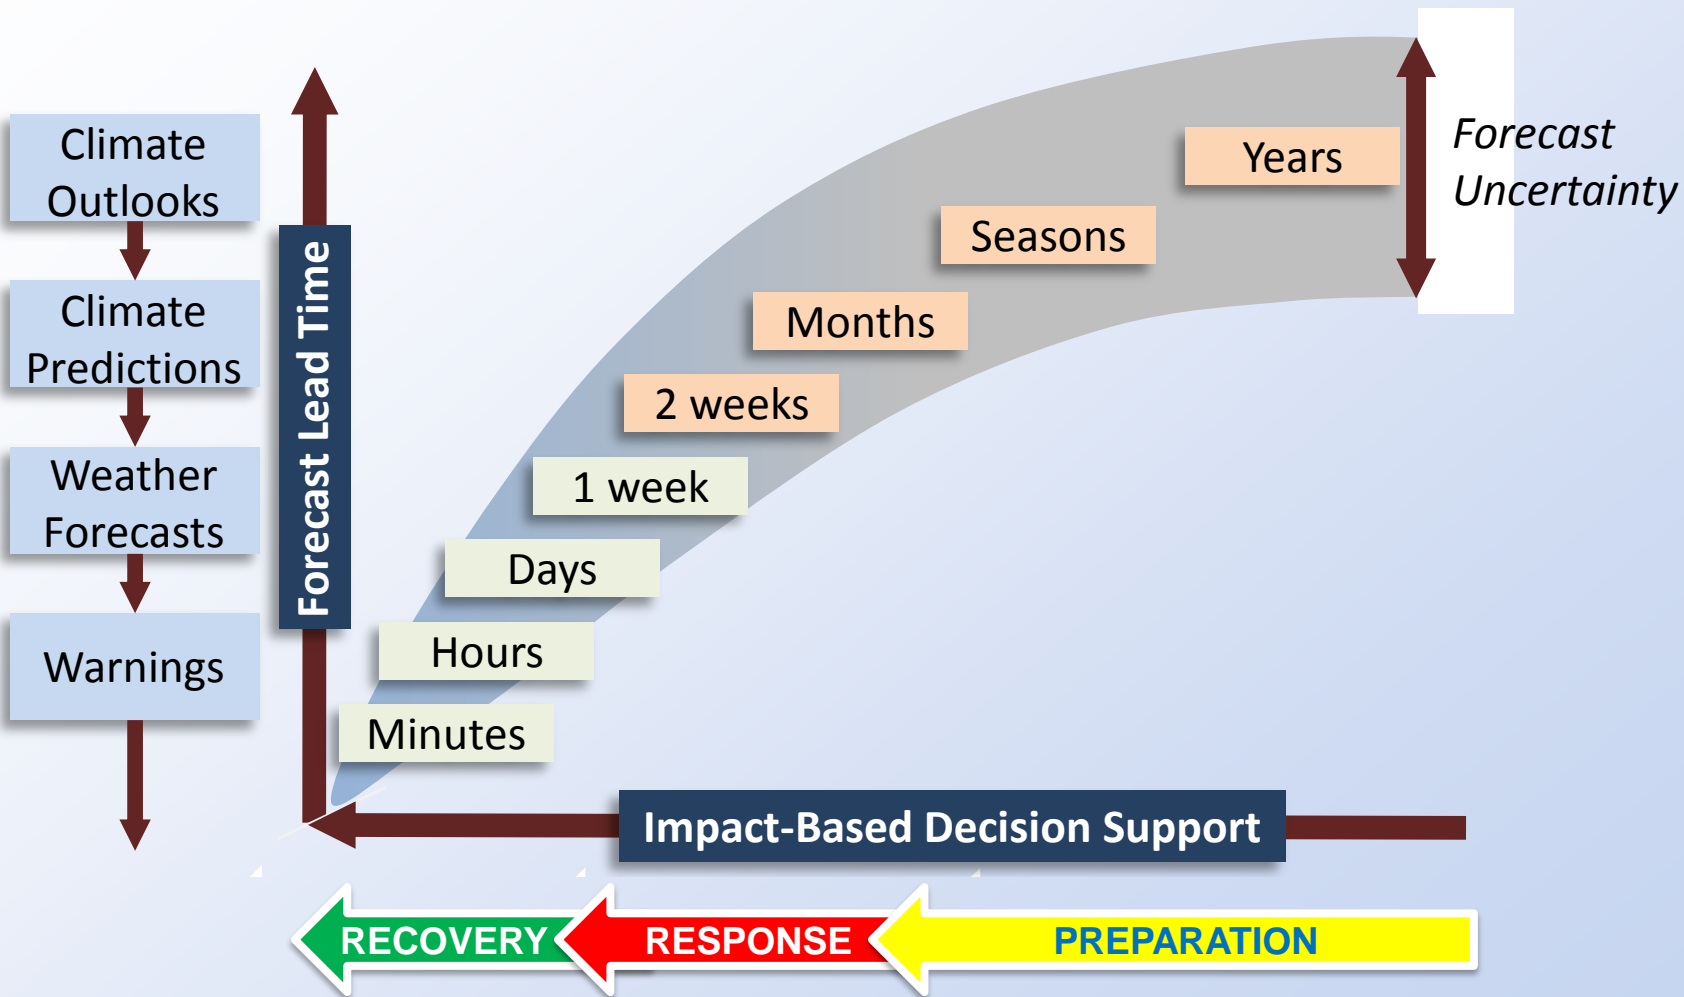 Climate
Outlooks
Climate
Predictions
Weather
Forecasts
Warnings
Forecast Lead Time
Years
Seasons
Months
2 weeks
1 week
Days
Hours
Minutes
Forecast
Uncertainty
Impact-Based Decision Support
RECOVERY
RESPONSE
PREPARATION